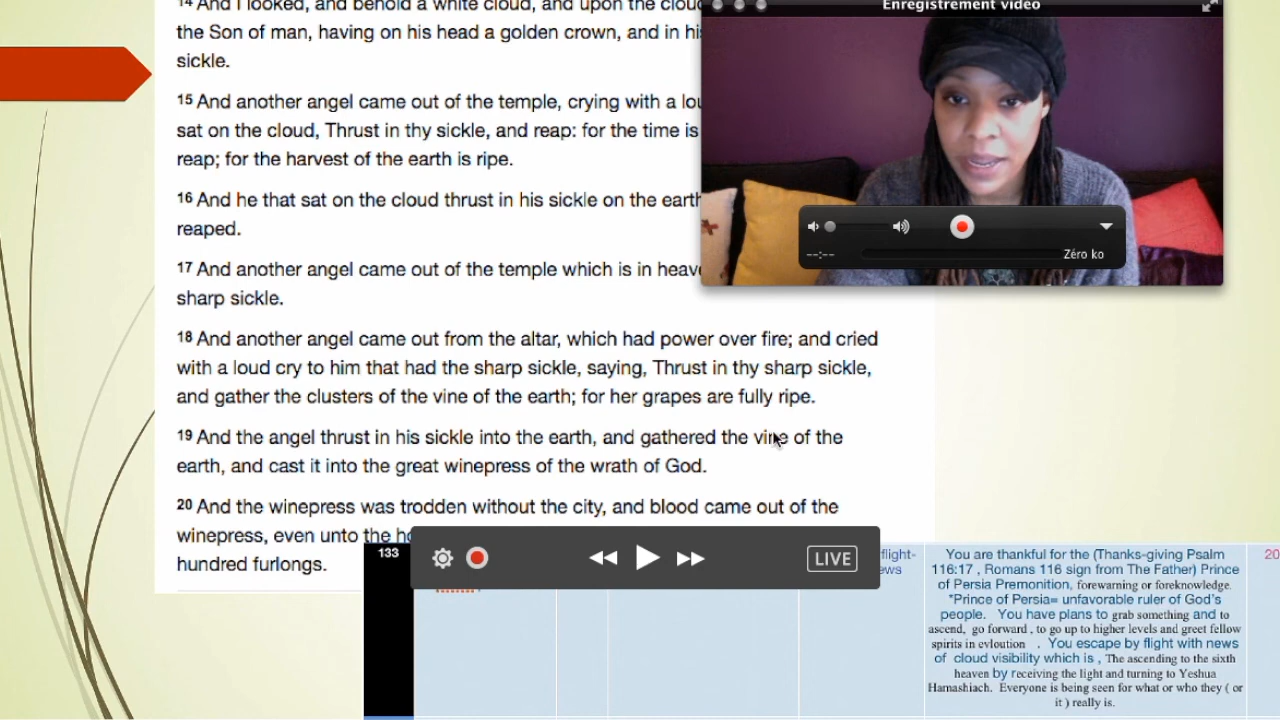 14 And I looked, and behold a white cloud, and upon the cloud
the Son of man, having on his head a golden crown, and in his
sickle.
15 And another angel came out of the temple, crying with a lou
sat on the cloud, Thrust in thy sickle, and reap: for the time is
reap; for the harvest of the earth is ripe.
16 And he that sat on the cloud thrust in his sickle on the earth
reaped.
17 And another angel came out of the temple which is in heave
sharp sickle.
18 And another angel came out from the altar, which had power over fire; and cried
with a loud cry to him that had the sharp sickle, saying, Thrust in thy sharp sickle,
and gather the clusters of the vine of the earth; for her grapes are fully ripe.
19 And the angel thrust in his sickle into the earth, and gathered the vine of the
earth, and cast it into the great winepress of the wrath of God.
20 And the winepress was trodden without the city, and blood came out of the
winepress, even unto the ho
hundred furlongs.
Enregistrement vidéo
--:--
Zéro ko
LIVE
133
flight-
ews
You are thankful for the (Thanks-giving Psalm
116:17 , Romans 116 sign from The Father) Prince
of Persia Premonition, forewarning or foreknowledge.
*Prince of Persia= unfavorable ruler of God's
people. You have plans to grab something and to
ascend, go forward , to go up to higher levels and greet fellow
spirits in evloution . You escape by flight with news
of cloud visibility which is , The ascending to the sixth
heaven by receiving the light and turning to Yeshua
Hamashiach. Everyone is being seen for what or who they ( or
it ) really is.
20